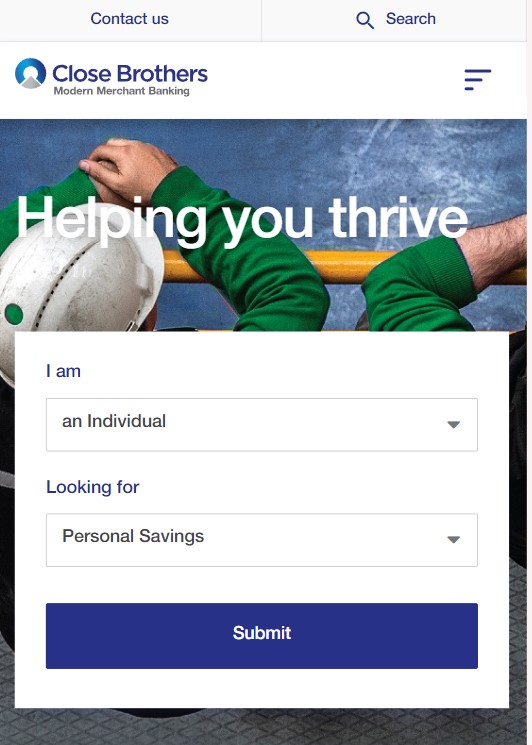 Contact us
Search
Close Brothers
Modern Merchant Banking
Helping you thrive
I am
an Individual
Looking for
Personal Savings
Submit